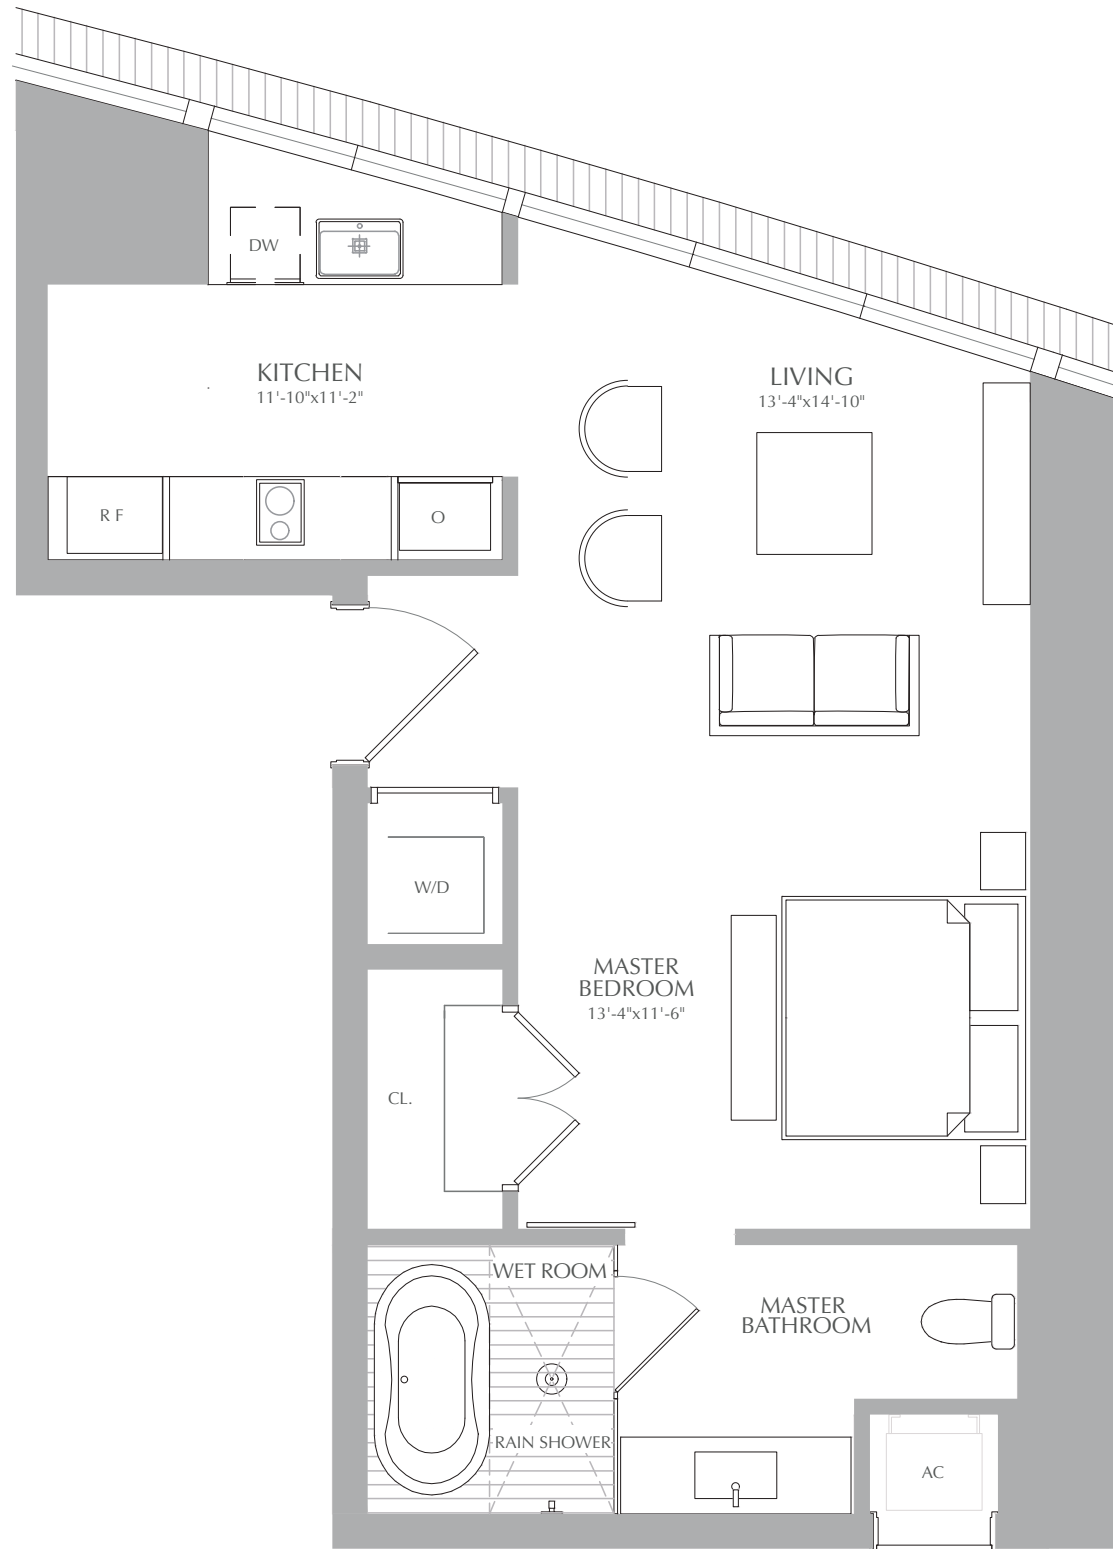 DW
KITCHEN
11'-10"x11'-2"
LIVING
13'-4"x14'-10"
R F
O
W/D
MASTER
BEDROOM
13'-4"x11'-6"
CL.
WET ROOM
MASTER
BATHROOM
RAIN SHOWER
AC